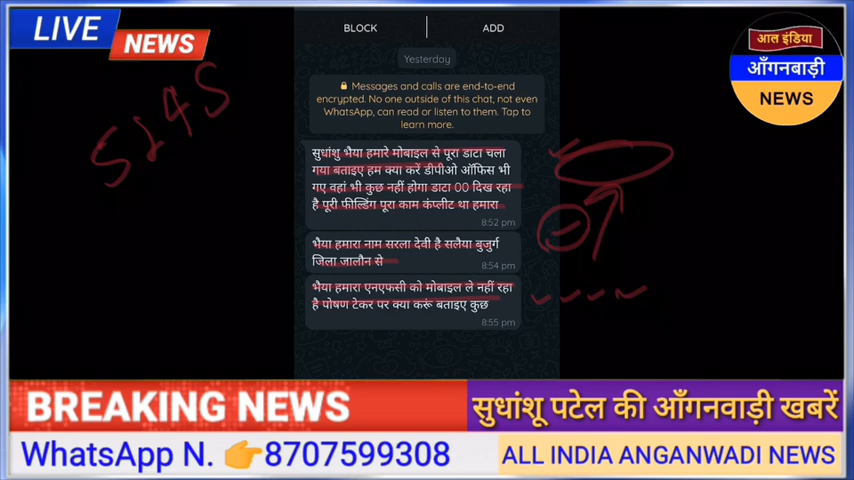 LIVE
NEWS
BLOCK
ADD
Yesterday
Messages and calls are end-to-end
encrypted. No one outside of this chat, not even
WhatsApp, can read or listen to them. Tap to
learn more.
सुधांशु भैया हमारे मोबाइल से पूरा डाटा चला
गया बताइए हम क्या करें डीपीओ ऑफिस भी
गए वहां भी कुछ नहीं होगा डाटा 00 दिख रहा
है पूरी फील्डिंग पूरा काम कंप्लीट था हमारा
8:52 pm
भैया हमारा नाम सरला देवी है सलैया बुजुर्ग
जिला जालौन से
8:54 pm
भैया हमारा एनएफसी को मोबाइल ले नहीं रहा
है पोषण टेकर पर क्या करूं बताइए कुछ
8:55 pm
आल इंडिया
आँगनबाड़ी
NEWS
BREAKING NEWS
सुधांशू पटेल की आँगनवाड़ी खबरें
WhatsApp N. 👉8707599308
ALL INDIA ANGANWADI NEWS